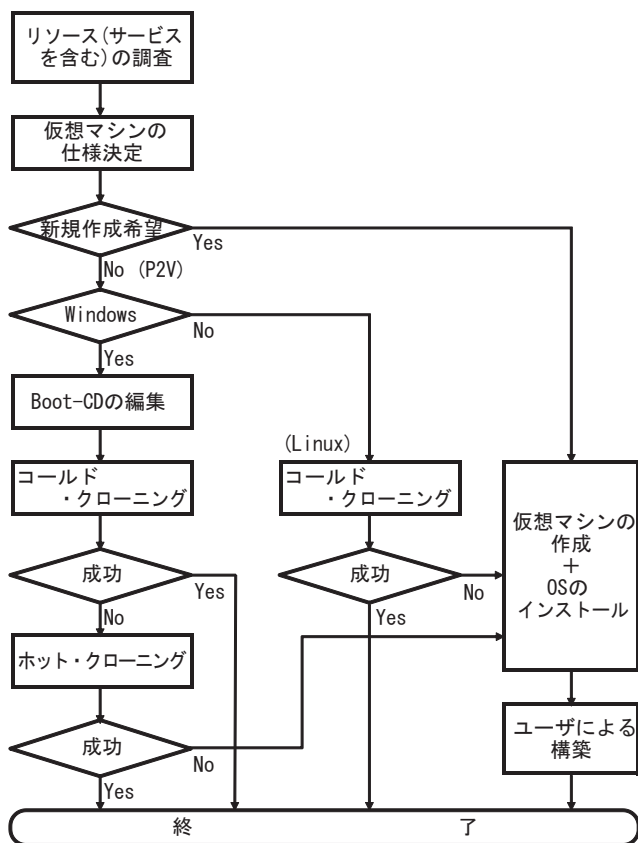 リソース(サービス
を含む)の調査
仮想マシンの
仕様決定
新規作成希望
Yes
No (P2V)
Windows
No
Yes
Boot-CDの編集
(Linux)
コールド
・クローニング
コールド
・クローニング
仮想マシンの
作成
+
OSの
インストール
成功
Yes
No
成功
No
Yes
ホット・クローニング
成功
No
Yes
ユーザによる
構築
終 了